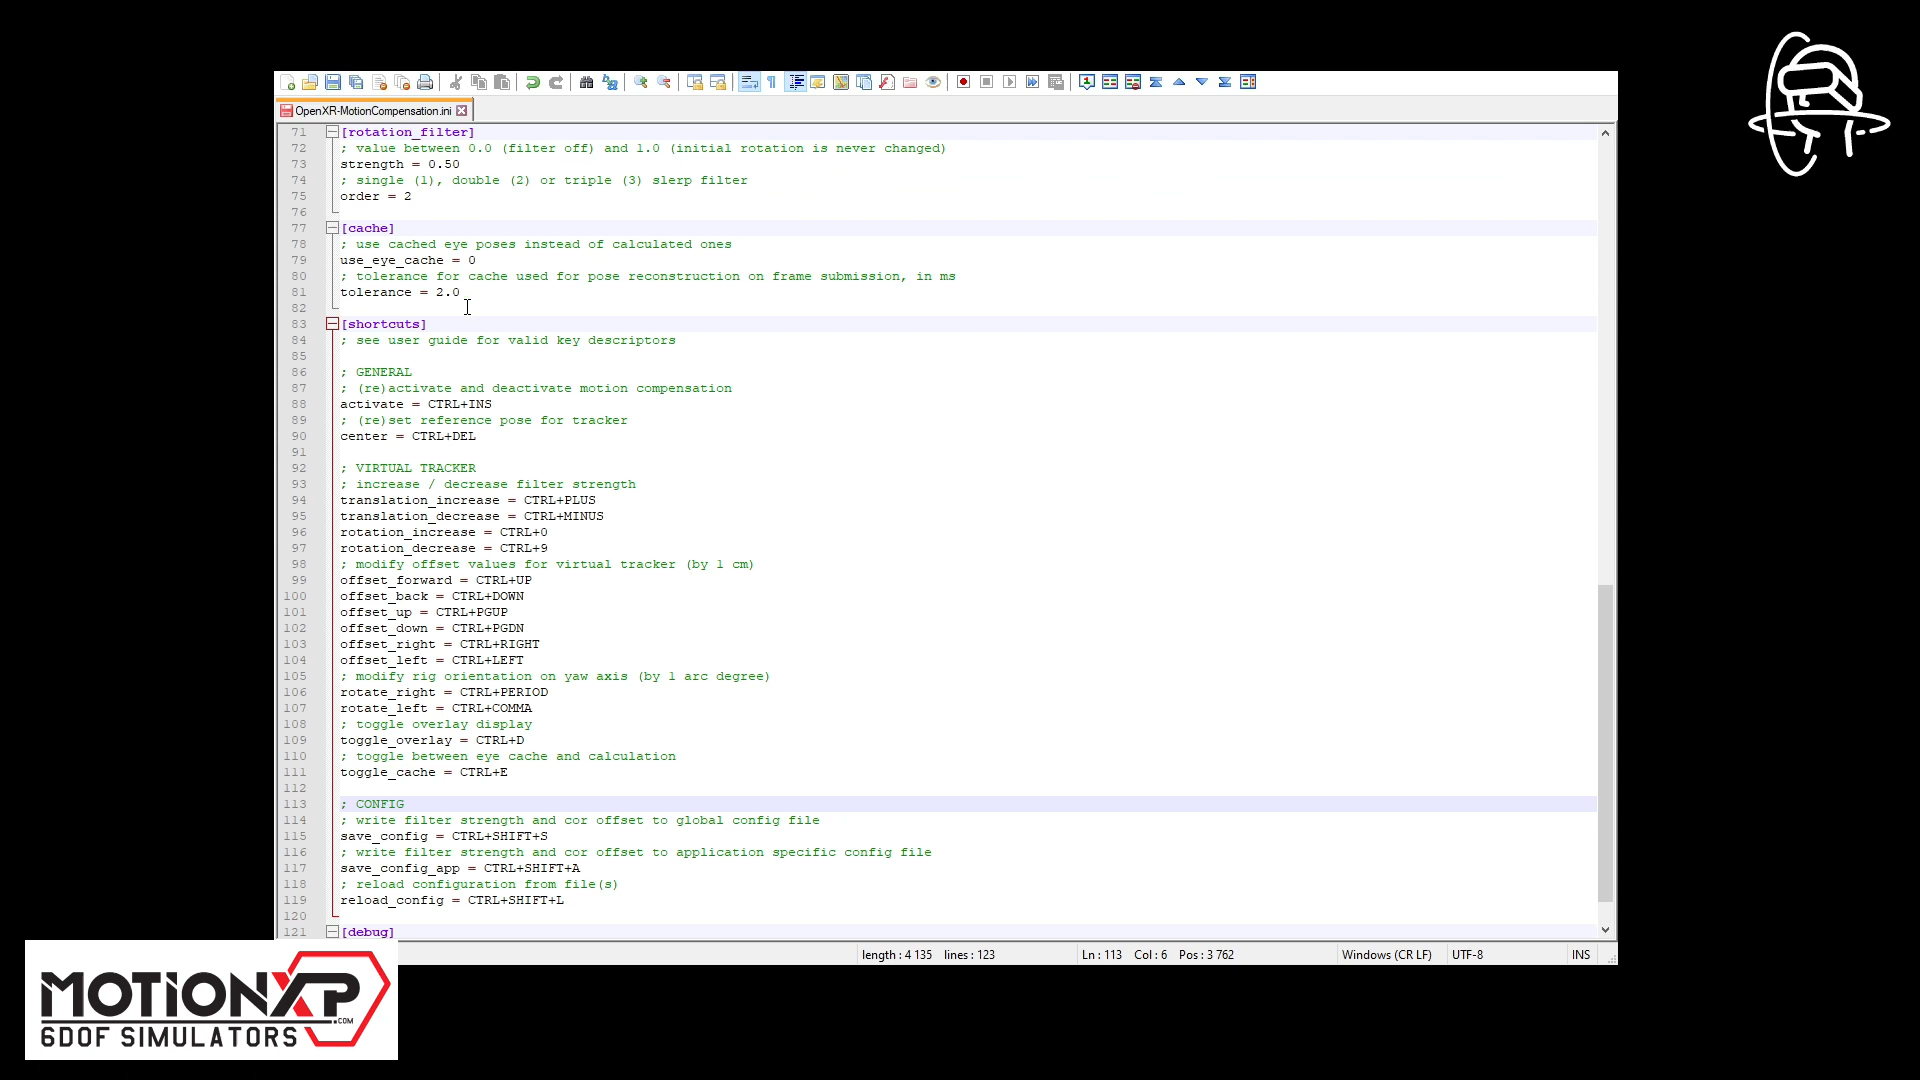 OpenXR-MotionCompensation.ini
71 [rotation_filter]
72 ; value between 0.0 (filter off) and 1.0 (initial rotation is never changed)
73 strength = 0.50
74 ; single (1), double (2) or triple (3) slerp filter
75 order = 2
76
77 [cache]
78 ; use cached eye poses instead of calculated ones
79 use_eye_cache = 0
80 ; tolerance for cache used for pose reconstruction on frame submission, in ms
81 tolerance = 2.0
82
83 [shortcuts]
84 ; see user guide for valid key descriptors
85
86 ; GENERAL
87 ; (re)activate and deactivate motion compensation
88 activate = CTRL+INS
89 ; (re)set reference pose for tracker
90 center = CTRL+DEL
91
92 ; VIRTUAL TRACKER
93 ; increase / decrease filter strength
94 translation_increase = CTRL+PLUS
95 translation_decrease = CTRL+MINUS
96 rotation_increase = CTRL+0
97 rotation_decrease = CTRL+9
98 ; modify offset values for virtual tracker (by 1 cm)
99 offset_forward = CTRL+UP
100 offset_back = CTRL+DOWN
101 offset_up = CTRL+PGUP
102 offset_down = CTRL+PGDN
103 offset_right = CTRL+RIGHT
104 offset_left = CTRL+LEFT
105 ; modify rig orientation on yaw axis (by 1 arc degree)
106 rotate_right = CTRL+PERIOD
107 rotate_left = CTRL+COMMA
108 ; toggle overlay display
109 toggle_overlay = CTRL+D
110 ; toggle between eye cache and calculation
111 toggle_cache = CTRL+E
112
113 ; CONFIG
114 ; write filter strength and cor offset to global config file
115 save_config = CTRL+SHIFT+S
116 ; write filter strength and cor offset to application specific config file
117 save_config_app = CTRL+SHIFT+A
118 ; reload configuration from file(s)
119 reload_config = CTRL+SHIFT+L
120
121 [debug]
length : 4 135 lines : 123 Ln : 113 Col : 6 Pos : 3 762 Windows (CR LF) UTF-8 INS
MOTiONXP
.COM
6DOF SIMULATORS